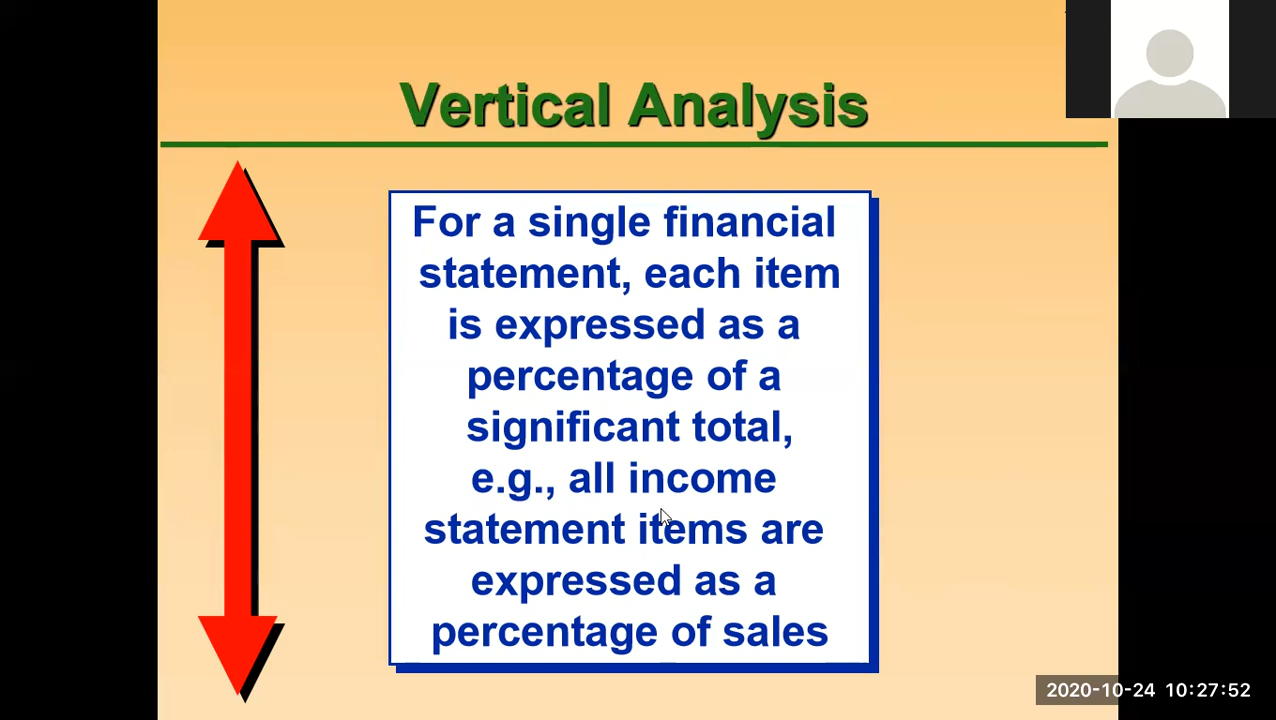 Vertical Analysis
For a single financial
statement, each item
is expressed as a
percentage of a
significant total,
e.g., all income
statement items are
expressed as a
percentage of sales
2020-10-24 10:27:52